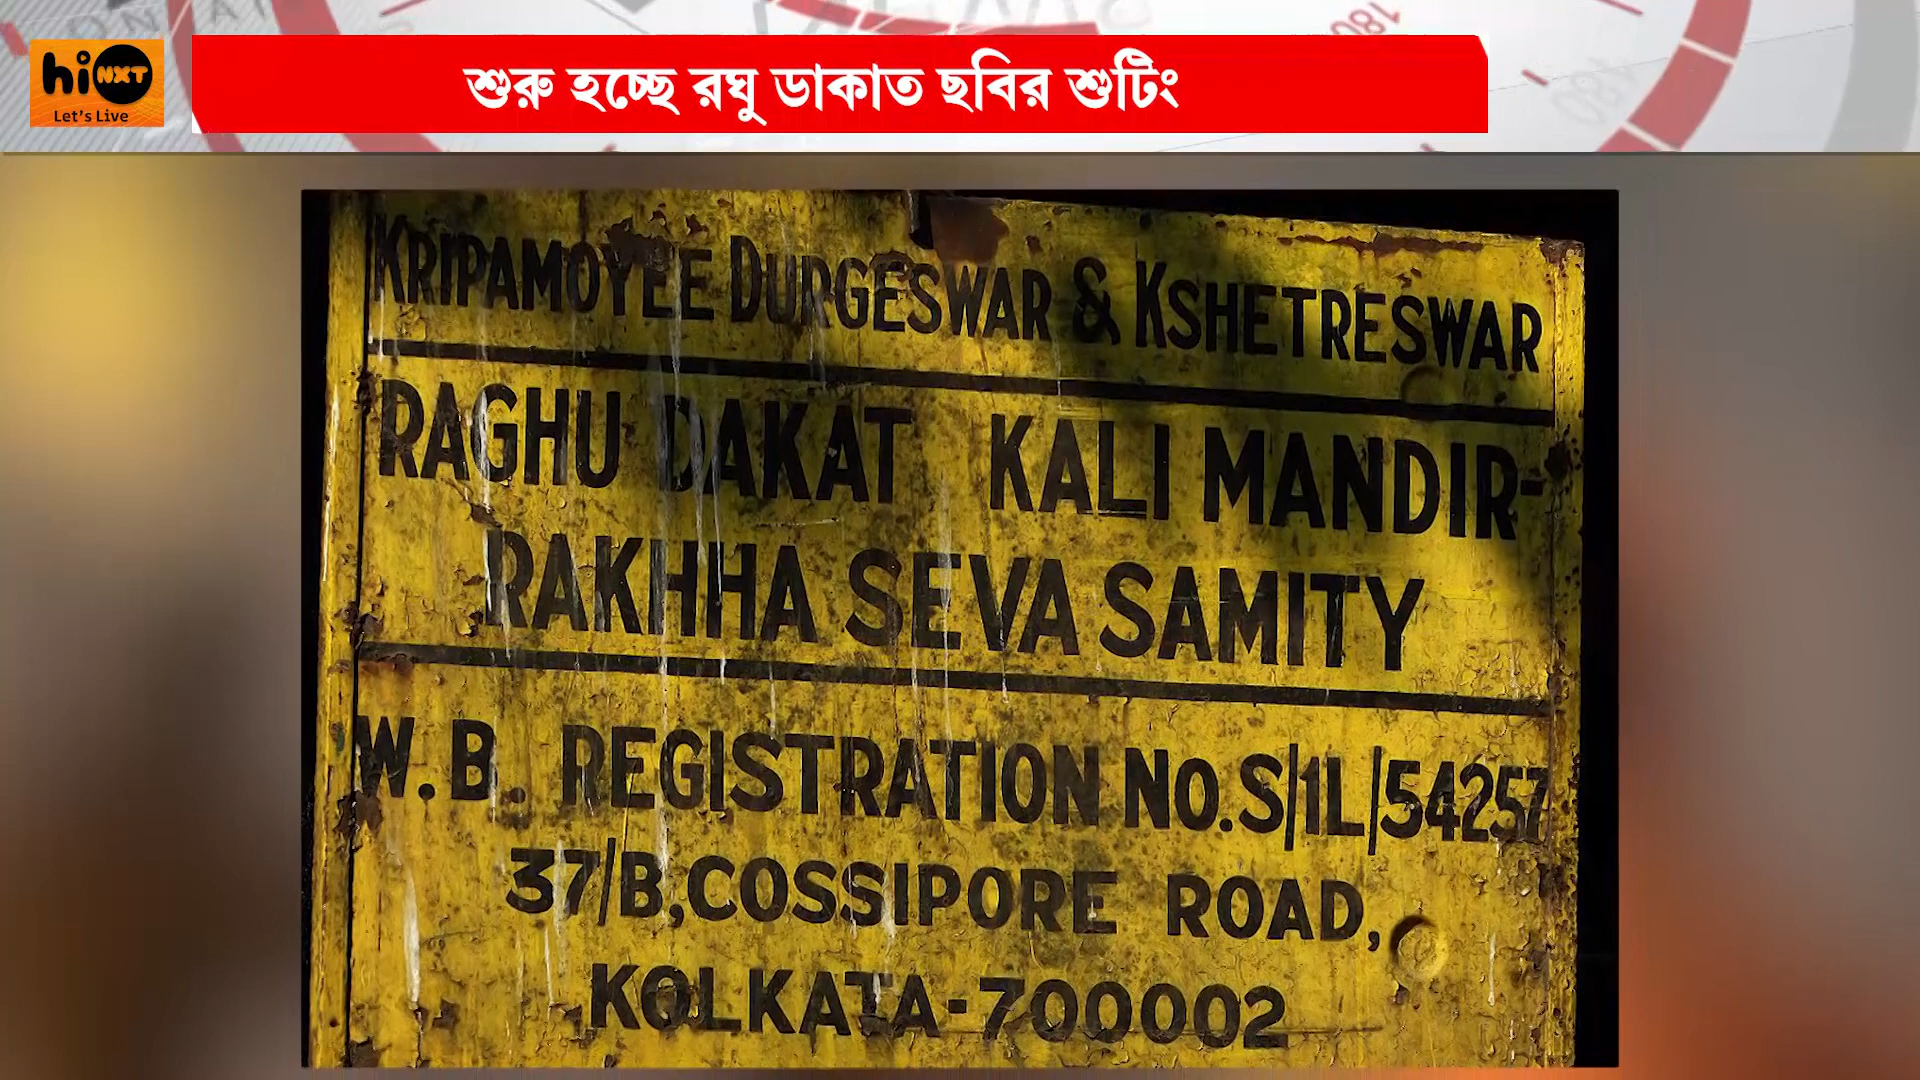 hi NXT
Let's Live
শুরু হচ্ছে রঘু ডাকাত ছবির শুটিং
180
KRIPAMOYEE DURGESWAR & KSHETRESWAR
RAGHU DAKAT KALI MANDIR-
RAKHHA SEVA SAMITY
W.B. REGISTRATION NO.S/1L/54257
37/B,COSSIPORE ROAD,
KOLKATA-700002